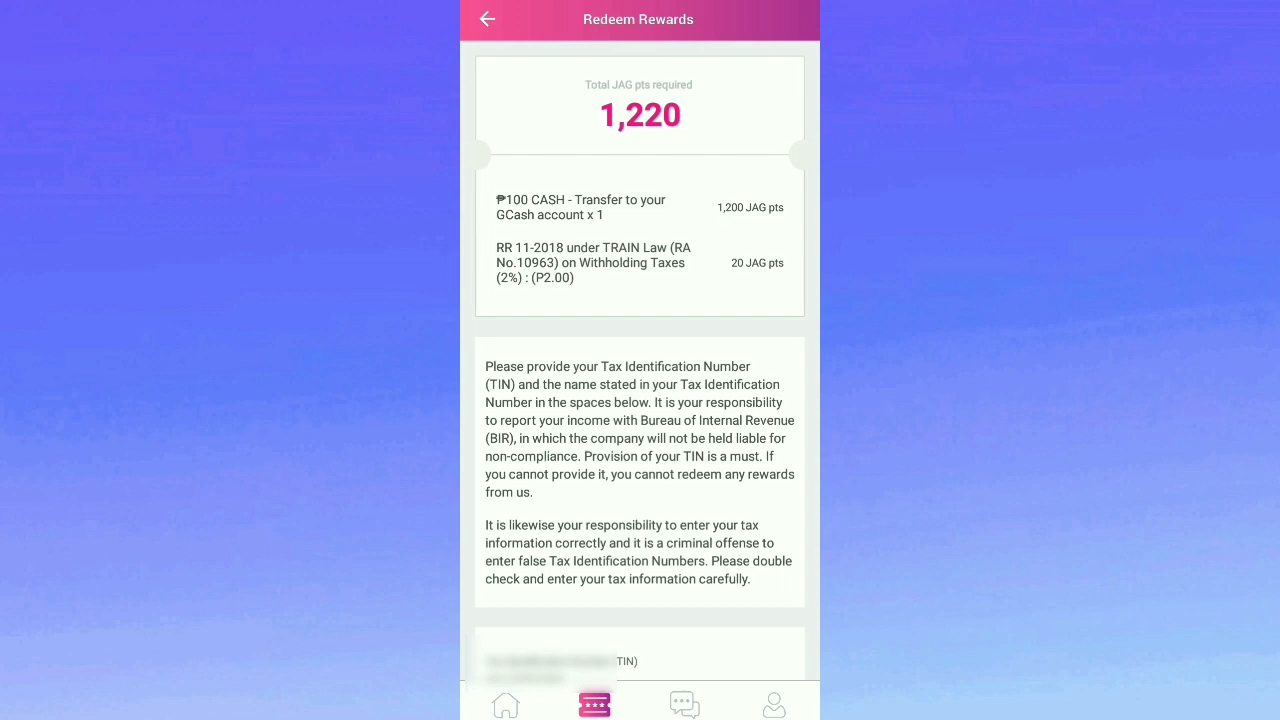 Redeem Rewards
Total JAG pts required
1,220
₱100 CASH - Transfer to your
GCash account x 1
1,200 JAG pts
RR 11-2018 under TRAIN Law (RA
No.10963) on Withholding Taxes
(2%) : (P2.00)
20 JAG pts
Please provide your Tax Identification Number
(TIN) and the name stated in your Tax Identification
Number in the spaces below. It is your responsibility
to report your income with Bureau of Internal Revenue
(BIR), in which the company will not be held liable for
non-compliance. Provision of your TIN is a must. If
you cannot provide it, you cannot redeem any rewards
from us.
It is likewise your responsibility to enter your tax
information correctly and it is a criminal offense to
enter false Tax Identification Numbers. Please double
check and enter your tax information carefully.
TIN)